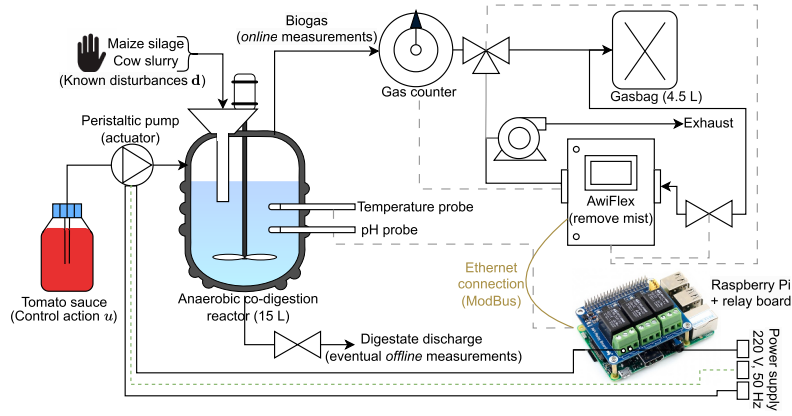 Biogas
(online measurements)
Maize silage
Cow slurry
(Known disturbances d)
Gas counter
Gasbag (4.5 L)
Peristaltic pump
(actuator)
Exhaust
AwiFlex
(remove mist)
Temperature probe
pH probe
Ethernet
connection
(ModBus)
Raspberry Pi
+ relay board
Tomato sauce
(Control action u)
Anaerobic co-digestion
reactor (15 L)
Digestate discharge
(eventual offline measurements)
Power supply
220 V, 50 Hz